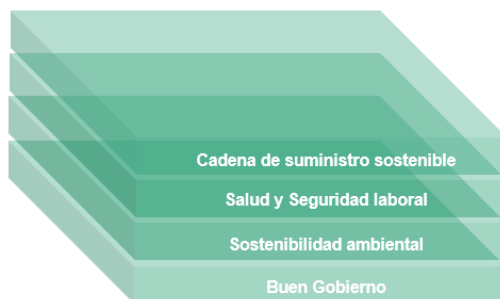 Cadena de suministro sostenible
Salud y Seguridad laboral
Sostenibilidad ambiental
Buen Gobierno